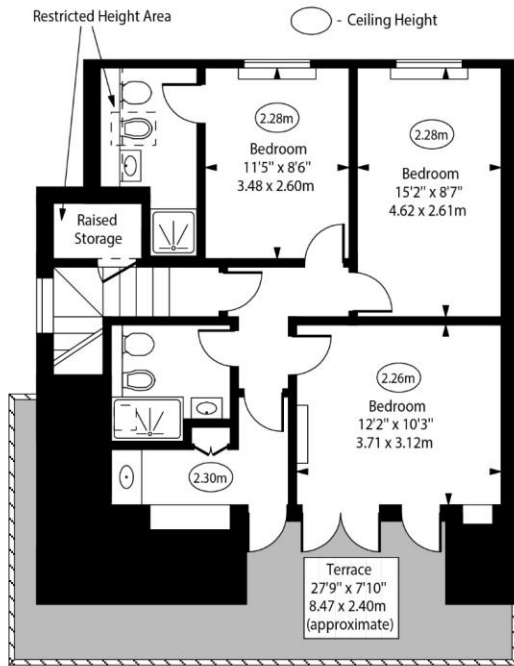 Restricted Height Area
- Ceiling Height
2.28m
Bedroom
11'5" x 8'6"
3.48 x 2.60m
2.28m
Bedroom
15'2" x 8'7"
4.62 x 2.61m
Raised
Storage
2.26m
Bedroom
12'2" x 10'3"
3.71 x 3.12m
2.30m
Terrace
27'9" x 7'10"
8.47 x 2.40m
(approximate)